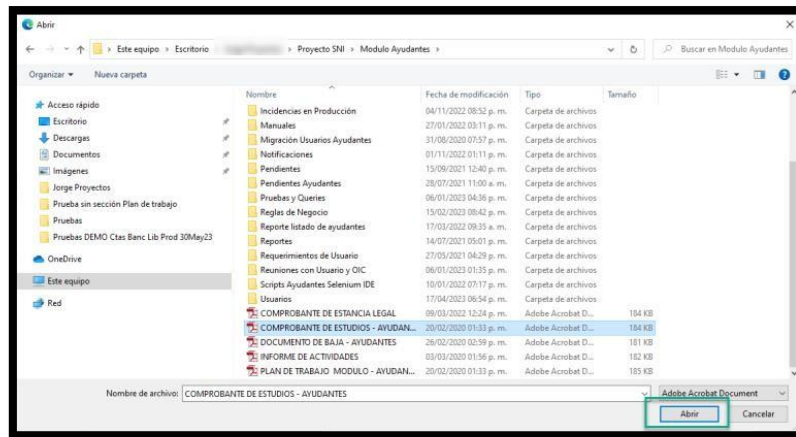 Abrir
Este equipo > Escritorio > Proyecto SNI > Modulo Ayudantes >
Buscar en Modulo Ayudantes
Organizar
Nueva carpeta
Nombre Fecha de modificación Tipo Tamaño
Acceso rápido
Escritorio
Descargas
Documentos
Imágenes
Jorge Proyectos
Prueba sin sección Plan de trabajo
Pruebas
Pruebas DEMO Ctas Banc Lib Prod 30May23
OneDrive
Este equipo
Red
Incidencias en Producción 04/11/2022 08:52 p. m. Carpeta de archivos
Manuales 27/01/2022 03:11 p. m. Carpeta de archivos
Migración Usuarios Ayudantes 31/08/2020 07:57 p. m. Carpeta de archivos
Notificaciones 01/11/2022 01:11 p. m. Carpeta de archivos
Pendientes 15/09/2021 12:40 p. m. Carpeta de archivos
Pendientes Ayudantes 28/07/2021 11:00 a. m. Carpeta de archivos
Pruebas y Queries 06/01/2023 04:36 p. m. Carpeta de archivos
Reglas de Negocio 15/02/2023 08:42 p. m. Carpeta de archivos
Reporte listado de ayudantes 17/03/2022 09:35 a. m. Carpeta de archivos
Reportes 14/07/2021 05:01 p. m. Carpeta de archivos
Requerimientos de Usuario 27/05/2021 04:29 p. m. Carpeta de archivos
Reuniones con Usuario y OIC 06/01/2023 01:35 p. m. Carpeta de archivos
Scripts Ayudantes Selenium IDE 10/01/2022 07:17 p. m. Carpeta de archivos
Usuarios 17/04/2023 06:54 p. m. Carpeta de archivos
COMPROBANTE DE ESTANCIA LEGAL 09/03/2022 12:24 p. m. Adobe Acrobat D... 184 KB
COMPROBANTE DE ESTUDIOS - AYUDAN... 20/02/2020 01:33 p. m. Adobe Acrobat D... 184 KB
DOCUMENTO DE BAJA - AYUDANTES 26/02/2020 02:59 p. m. Adobe Acrobat D... 181 KB
INFORME DE ACTIVIDADES 03/03/2020 01:56 p. m. Adobe Acrobat D... 182 KB
PLAN DE TRABAJO MODULO - AYUDAN... 20/02/2020 01:33 p. m. Adobe Acrobat D... 185 KB
Nombre de archivo: COMPROBANTE DE ESTUDIOS - AYUDANTES
Adobe Acrobat Document
Abrir
Cancelar